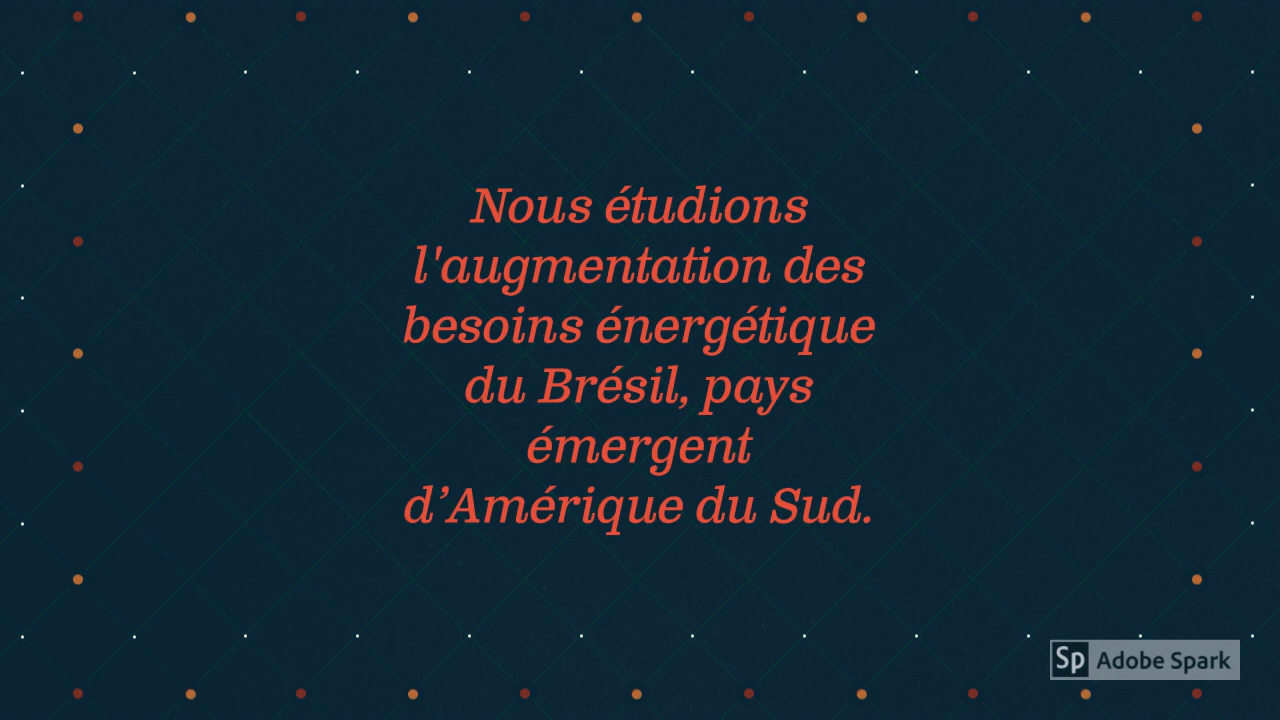 Nous étudions
l'augmentation des
besoins énergétique
du Brésil, pays
émergent
d’Amérique du Sud.
Sp Adobe Spark